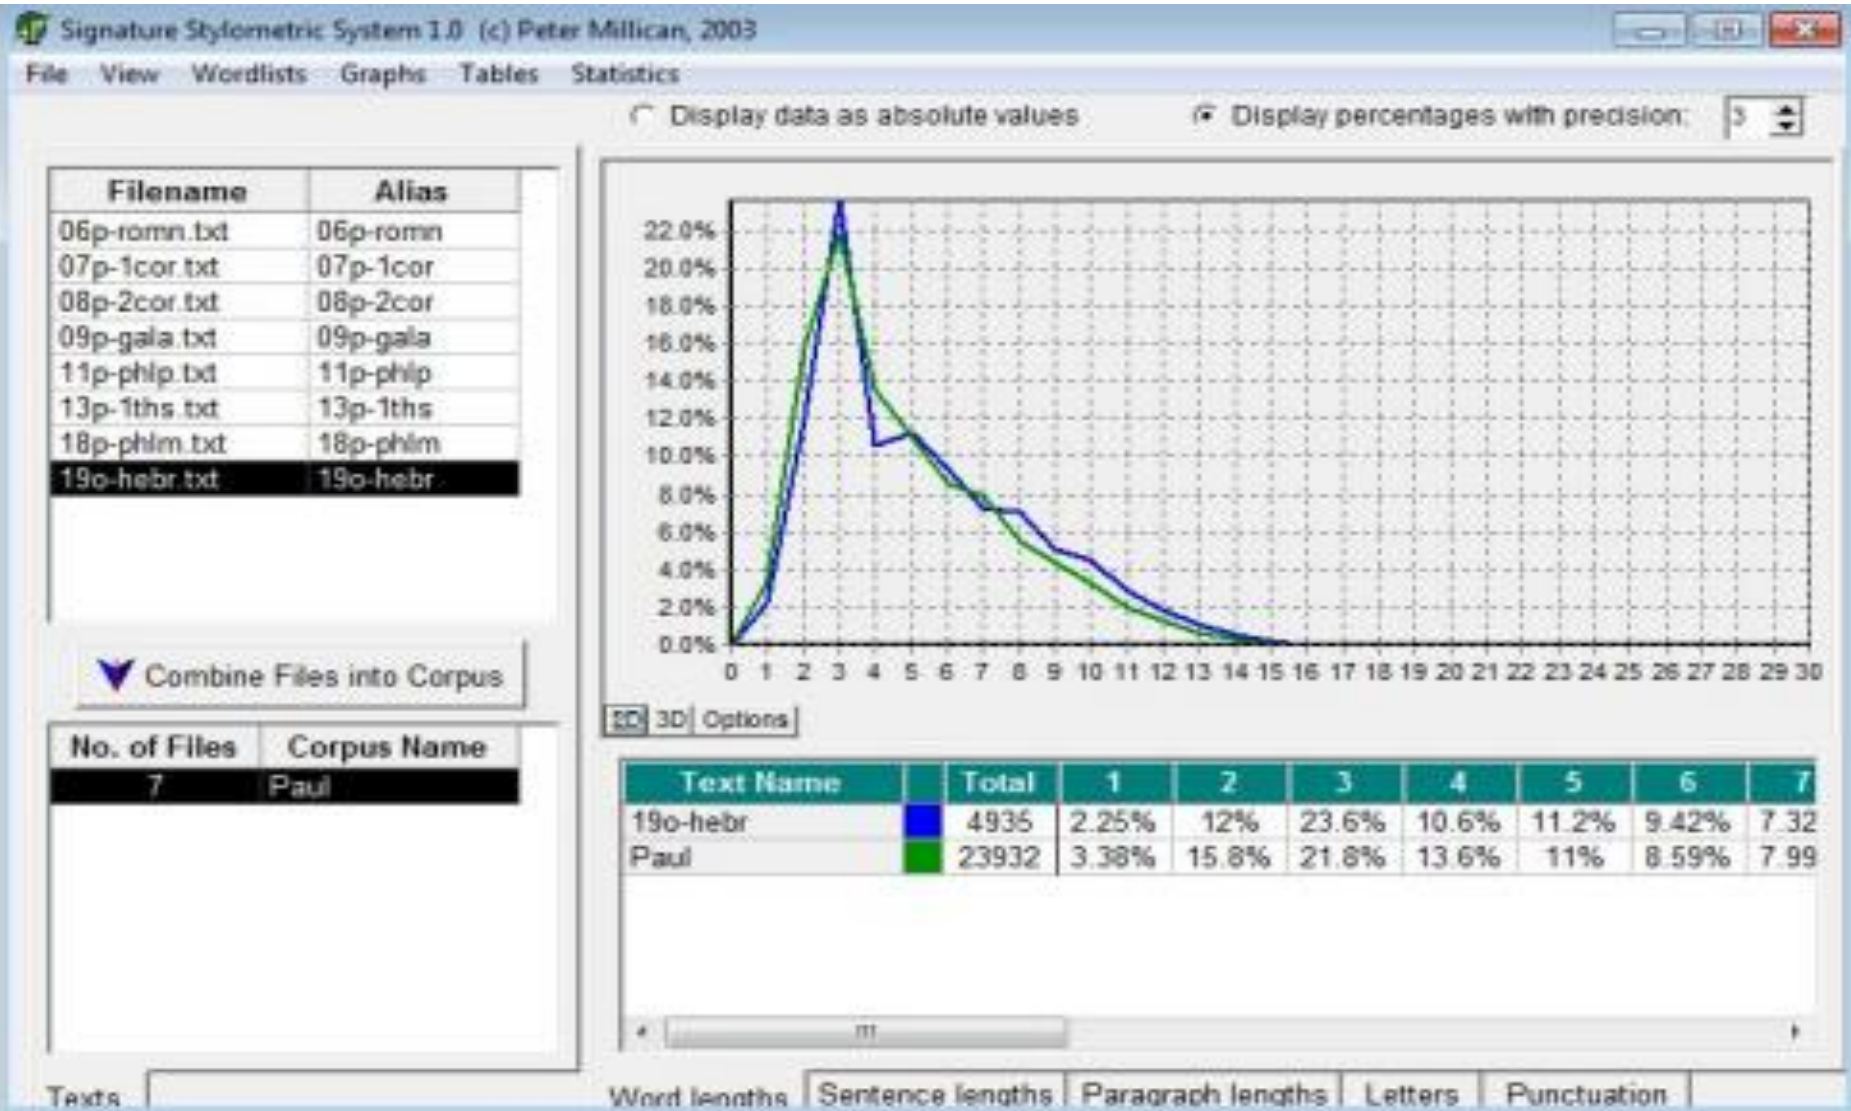 Signature Stylometric System 1.0 (c) Peter Millican, 2003
File View Wordlists Graphs Tables Statistics
Display data as absolute values Display percentages with precision: 3
Filename Alias
06p-romn.txt 06p-romn
07p-1cor.txt 07p-1cor
08p-2cor.txt 08p-2cor
09p-gala.txt 09p-gala
11p-phlp.txt 11p-phlp
13p-1ths.txt 13p-1ths
18p-phlm.txt 18p-phlm
19o-hebr.txt 19o-hebr
Combine Files into Corpus
No. of Files Corpus Name
7 Paul
Texts
22.0%
20.0%
18.0%
16.0%
14.0%
12.0%
10.0%
8.0%
6.0%
4.0%
2.0%
0.0%
0 1 2 3 4 5 6 7 8 9 10 11 12 13 14 15 16 17 18 19 20 21 22 23 24 25 26 27 28 29 30
2D 3D Options
Text Name Total 1 2 3 4 5 6 7
19o-hebr 4935 2.25% 12% 23.6% 10.6% 11.2% 9.42% 7.32
Paul 23932 3.38% 15.8% 21.8% 13.6% 11% 8.59% 7.99
Word lengths Sentence lengths Paragraph lengths Letters Punctuation